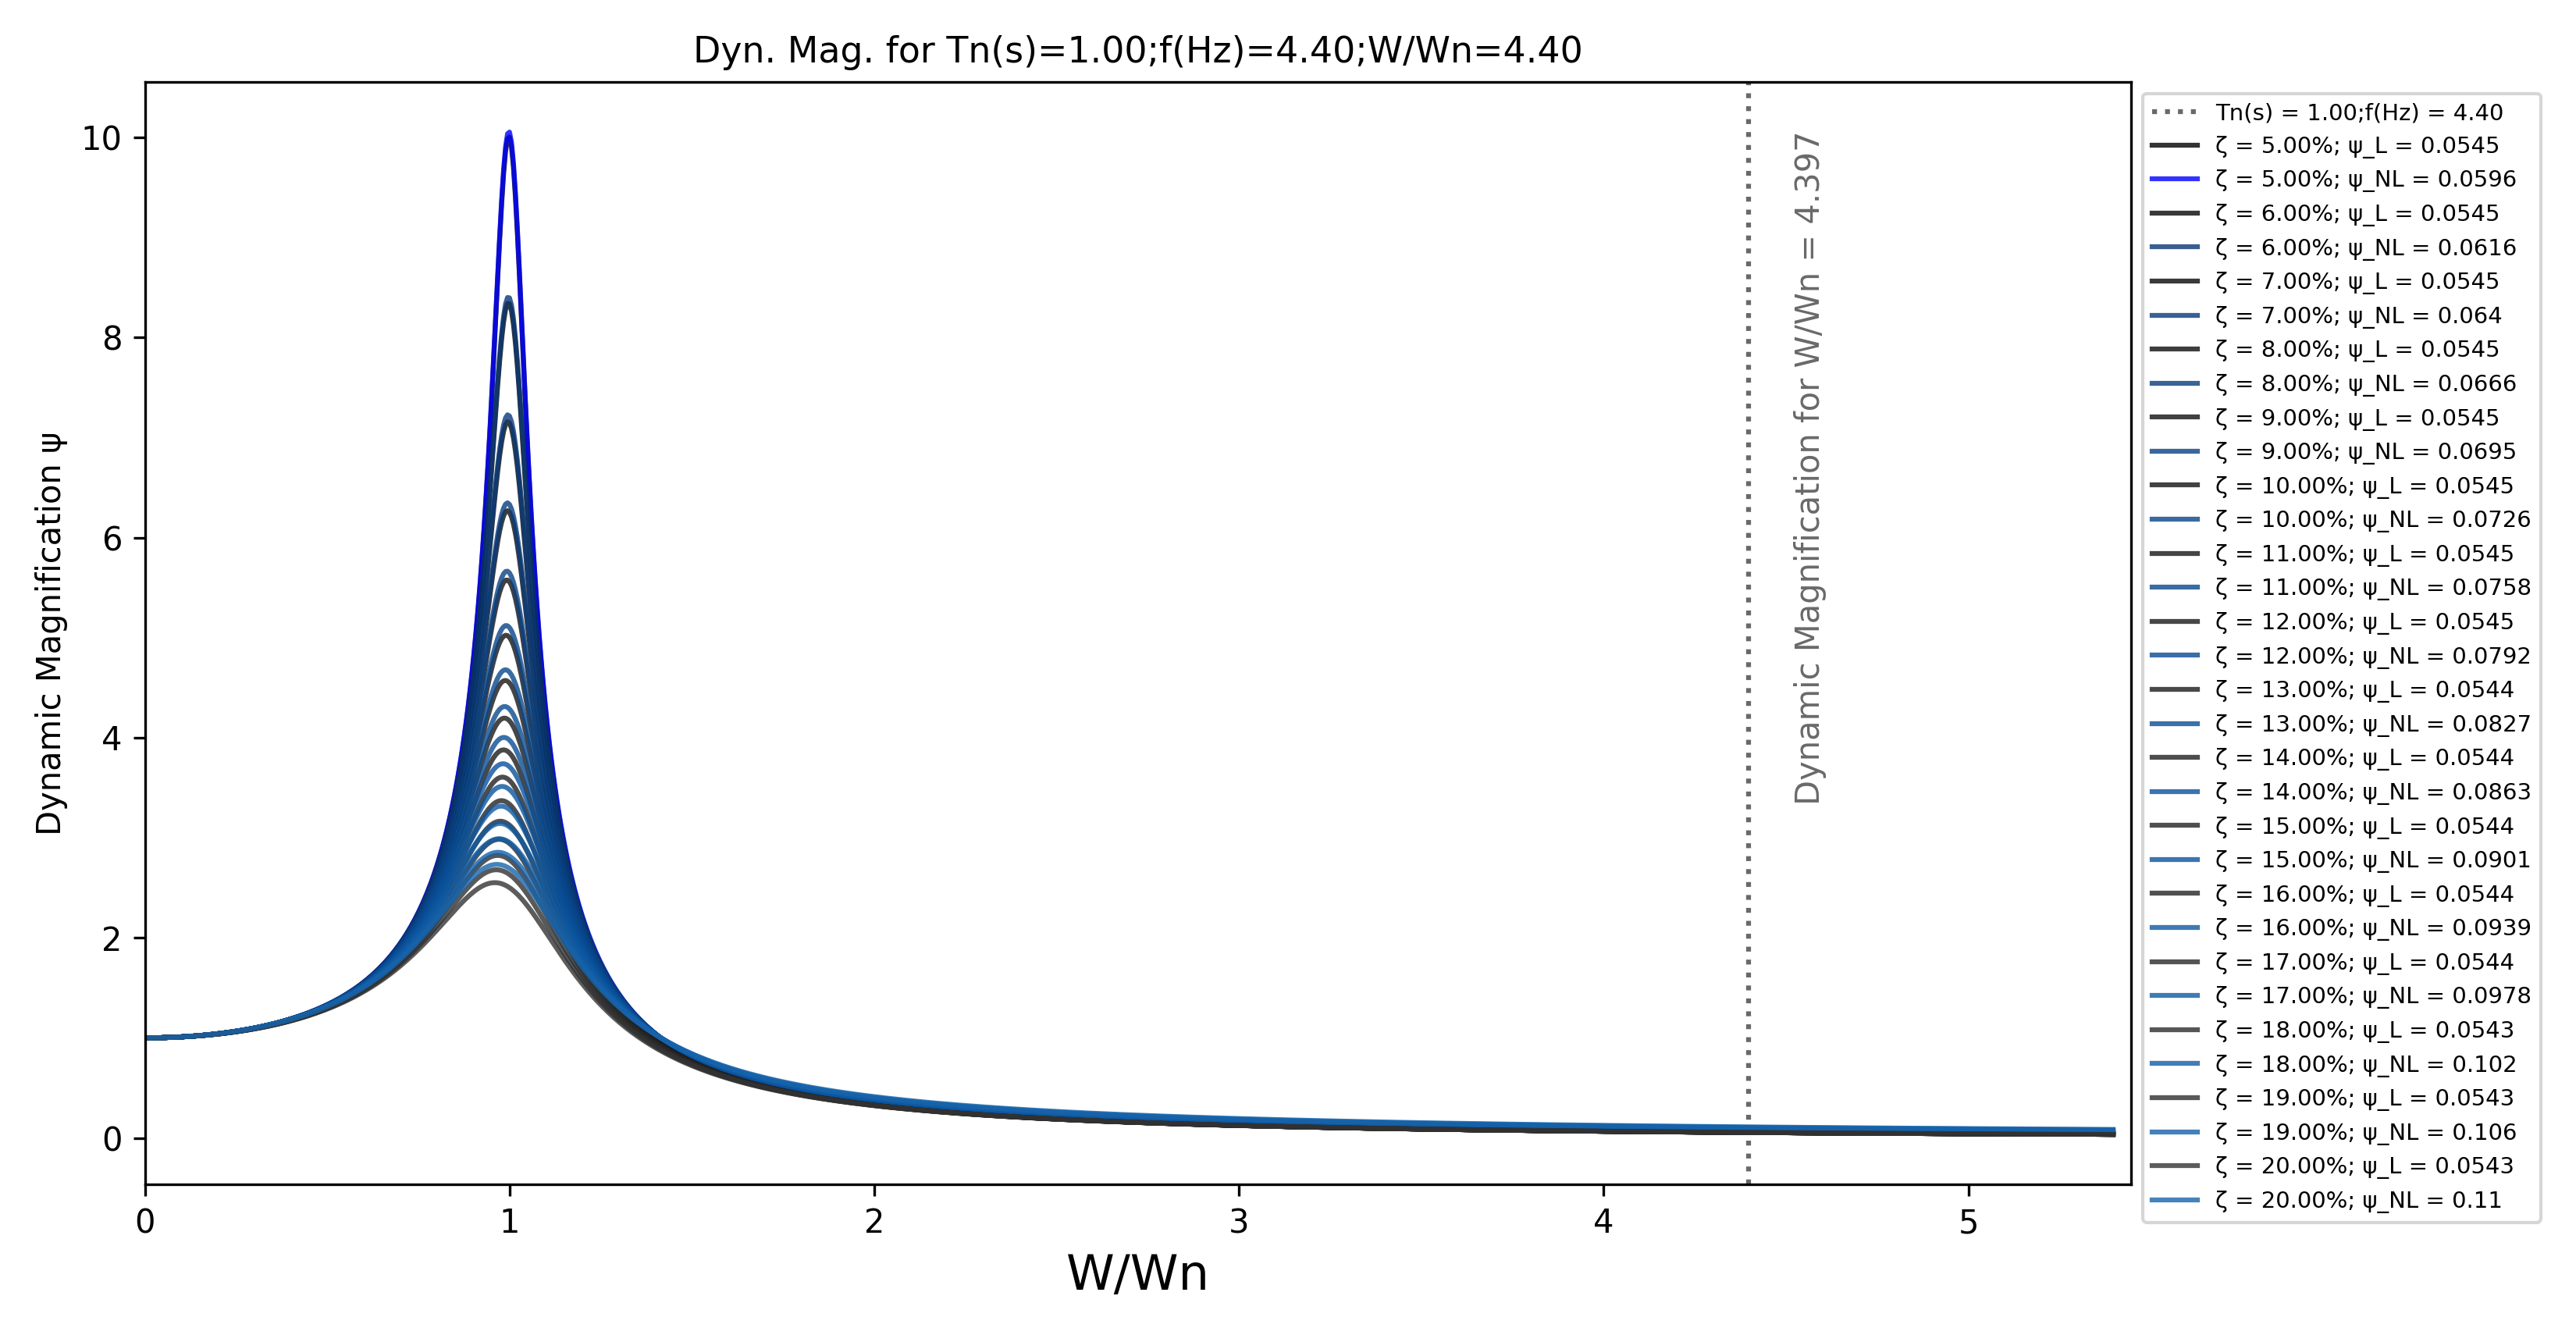 Dyn. Mag. for Tn(s)=1.00;f(Hz)=4.40;W/Wn=4.40
Dynamic Magnification ψ
10
8
6
4
2
0
0
1
2
3
4
5
W/Wn
Dynamic Magnification for W/Wn = 4.397
Tn(s) = 1.00;f(Hz) = 4.40
ζ = 5.00%; ψ_L = 0.0545
ζ = 5.00%; ψ_NL = 0.0596
ζ = 6.00%; ψ_L = 0.0545
ζ = 6.00%; ψ_NL = 0.0616
ζ = 7.00%; ψ_L = 0.0545
ζ = 7.00%; ψ_NL = 0.064
ζ = 8.00%; ψ_L = 0.0545
ζ = 8.00%; ψ_NL = 0.0666
ζ = 9.00%; ψ_L = 0.0545
ζ = 9.00%; ψ_NL = 0.0695
ζ = 10.00%; ψ_L = 0.0545
ζ = 10.00%; ψ_NL = 0.0726
ζ = 11.00%; ψ_L = 0.0545
ζ = 11.00%; ψ_NL = 0.0758
ζ = 12.00%; ψ_L = 0.0545
ζ = 12.00%; ψ_NL = 0.0792
ζ = 13.00%; ψ_L = 0.0544
ζ = 13.00%; ψ_NL = 0.0827
ζ = 14.00%; ψ_L = 0.0544
ζ = 14.00%; ψ_NL = 0.0863
ζ = 15.00%; ψ_L = 0.0544
ζ = 15.00%; ψ_NL = 0.0901
ζ = 16.00%; ψ_L = 0.0544
ζ = 16.00%; ψ_NL = 0.0939
ζ = 17.00%; ψ_L = 0.0544
ζ = 17.00%; ψ_NL = 0.0978
ζ = 18.00%; ψ_L = 0.0543
ζ = 18.00%; ψ_NL = 0.102
ζ = 19.00%; ψ_L = 0.0543
ζ = 19.00%; ψ_NL = 0.106
ζ = 20.00%; ψ_L = 0.0543
ζ = 20.00%; ψ_NL = 0.11